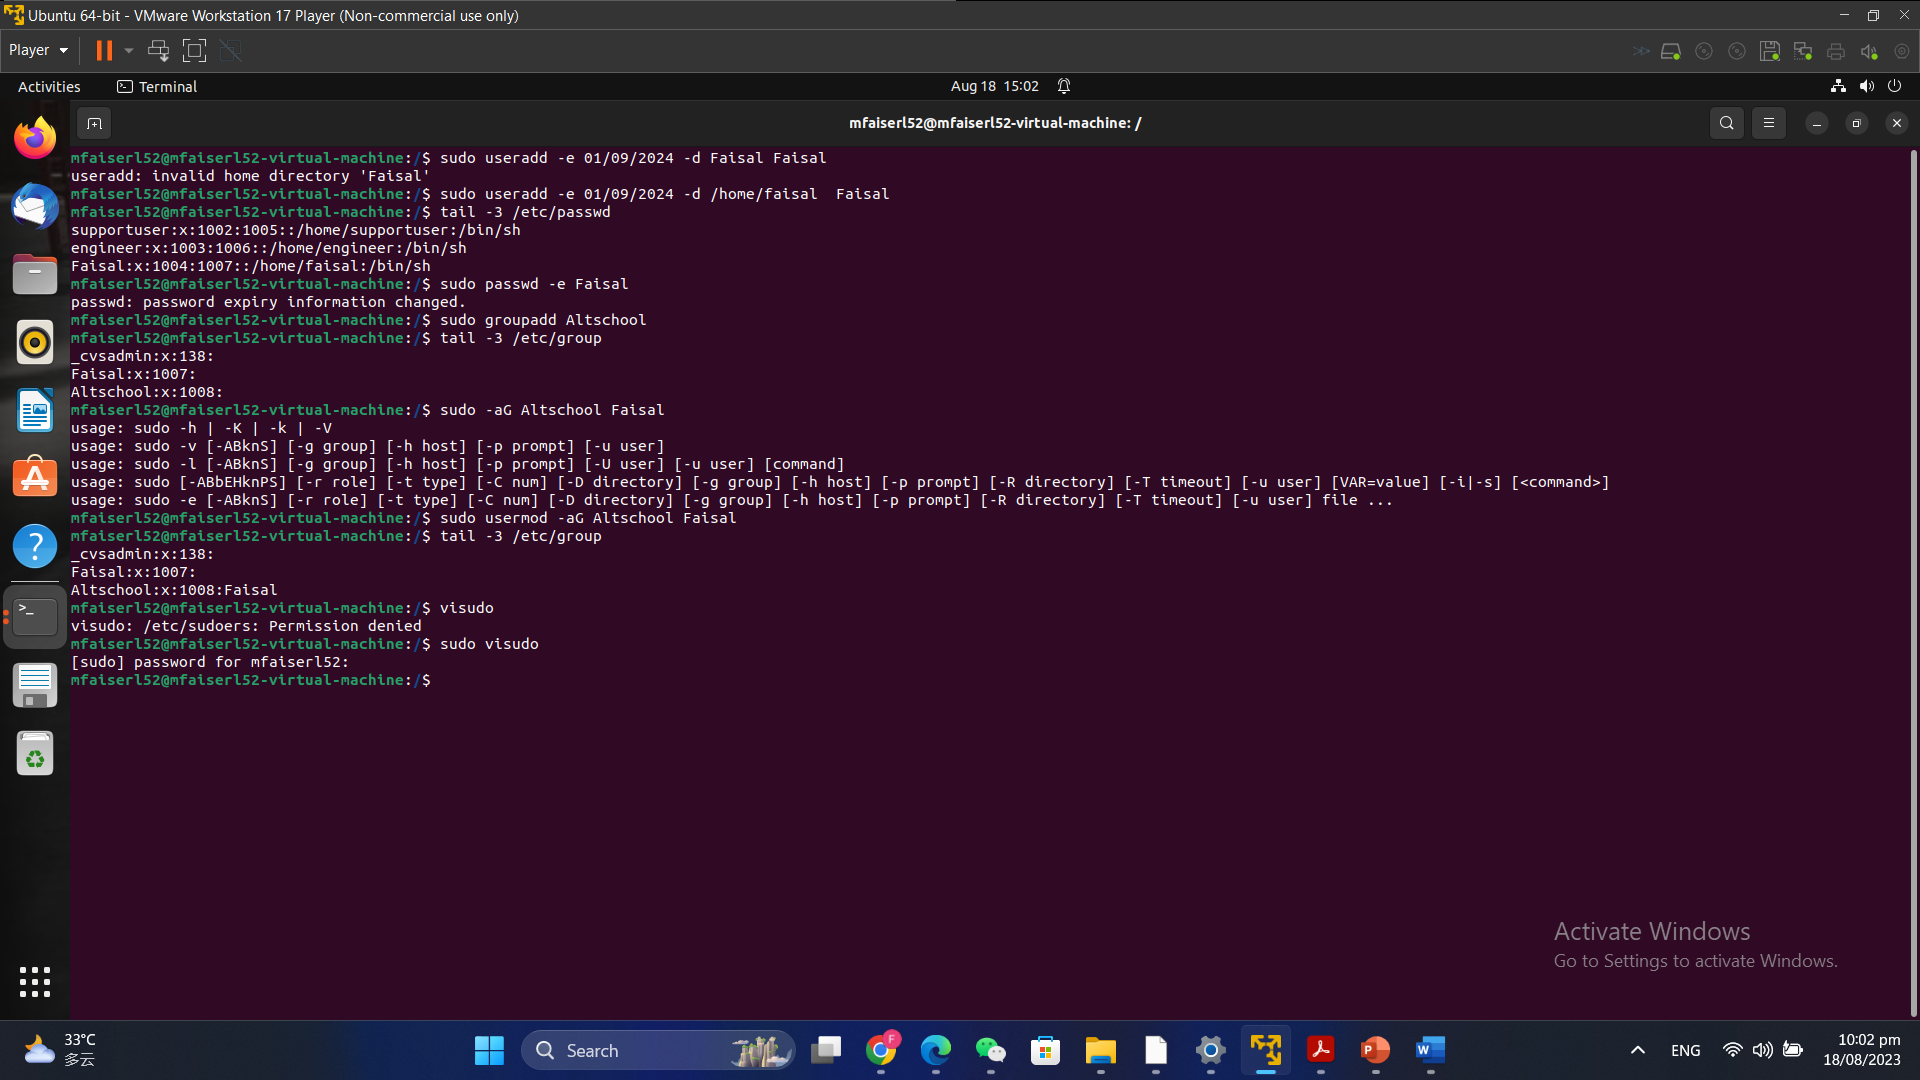 Ubuntu 64-bit - VMware Workstation 17 Player (Non-commercial use only)
Player
Activities
Terminal
Aug 18 15:02
mfaiserl52@mfaiserl52-virtual-machine: /
mfaiserl52@mfaiserl52-virtual-machine:/$ sudo useradd -e 01/09/2024 -d Faisal Faisal
useradd: invalid home directory 'Faisal'
mfaiserl52@mfaiserl52-virtual-machine:/$ sudo useradd -e 01/09/2024 -d /home/faisal  Faisal
mfaiserl52@mfaiserl52-virtual-machine:/$ tail -3 /etc/passwd
supportuser:x:1002:1005::/home/supportuser:/bin/sh
engineer:x:1003:1006::/home/engineer:/bin/sh
Faisal:x:1004:1007::/home/faisal:/bin/sh
mfaiserl52@mfaiserl52-virtual-machine:/$ sudo passwd -e Faisal
passwd: password expiry information changed.
mfaiserl52@mfaiserl52-virtual-machine:/$ sudo groupadd Altschool
mfaiserl52@mfaiserl52-virtual-machine:/$ tail -3 /etc/group
_cvsadmin:x:138:
Faisal:x:1007:
Altschool:x:1008:
mfaiserl52@mfaiserl52-virtual-machine:/$ sudo -aG Altschool Faisal
usage: sudo -h | -K | -k | -V
usage: sudo -v [-ABknS] [-g group] [-h host] [-p prompt] [-u user]
usage: sudo -l [-ABknS] [-g group] [-h host] [-p prompt] [-U user] [-u user] [command]
usage: sudo [-ABbEHknPS] [-r role] [-t type] [-C num] [-D directory] [-g group] [-h host] [-p prompt] [-R directory] [-T timeout] [-u user] [VAR=value] [-i|-s] [<command>]
usage: sudo -e [-ABknS] [-r role] [-t type] [-C num] [-D directory] [-g group] [-h host] [-p prompt] [-R directory] [-T timeout] [-u user] file ...
mfaiserl52@mfaiserl52-virtual-machine:/$ sudo usermod -aG Altschool Faisal
mfaiserl52@mfaiserl52-virtual-machine:/$ tail -3 /etc/group
_cvsadmin:x:138:
Faisal:x:1007:
Altschool:x:1008:Faisal
mfaiserl52@mfaiserl52-virtual-machine:/$ visudo
visudo: /etc/sudoers: Permission denied
mfaiserl52@mfaiserl52-virtual-machine:/$ sudo visudo
[sudo] password for mfaiserl52:
mfaiserl52@mfaiserl52-virtual-machine:/$
Activate Windows
Go to Settings to activate Windows.
33°C
多云
Search
F
ENG
10:02 pm
18/08/2023